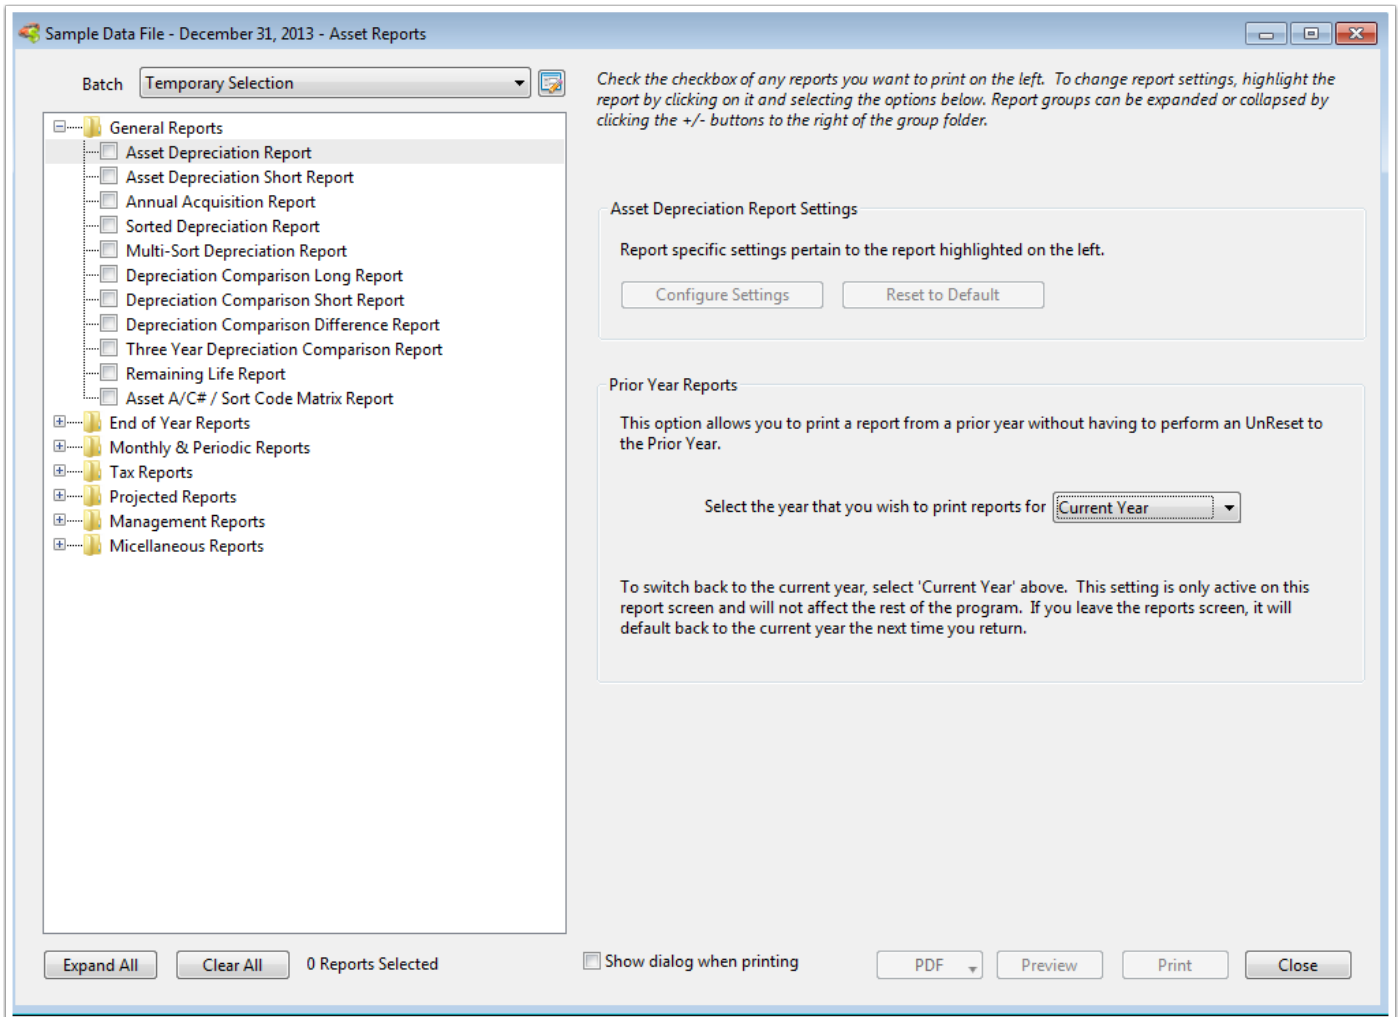 Sample Data File - December 31, 2013 - Asset Reports
Batch
Temporary Selection
General Reports
Asset Depreciation Report
Asset Depreciation Short Report
Annual Acquisition Report
Sorted Depreciation Report
Multi-Sort Depreciation Report
Depreciation Comparison Long Report
Depreciation Comparison Short Report
Depreciation Comparison Difference Report
Three Year Depreciation Comparison Report
Remaining Life Report
Asset A/C# / Sort Code Matrix Report
End of Year Reports
Monthly & Periodic Reports
Tax Reports
Projected Reports
Management Reports
Micellaneous Reports
Expand All
Clear All
0 Reports Selected
Check the checkbox of any reports you want to print on the left. To change report settings, highlight the
report by clicking on it and selecting the options below. Report groups can be expanded or collapsed by
clicking the +/- buttons to the right of the group folder.
Asset Depreciation Report Settings
Report specific settings pertain to the report highlighted on the left.
Configure Settings
Reset to Default
Prior Year Reports
This option allows you to print a report from a prior year without having to perform an UnReset to
the Prior Year.
Select the year that you wish to print reports for
Current Year
To switch back to the current year, select 'Current Year' above. This setting is only active on this
report screen and will not affect the rest of the program. If you leave the reports screen, it will
default back to the current year the next time you return.
Show dialog when printing
PDF
Preview
Print
Close